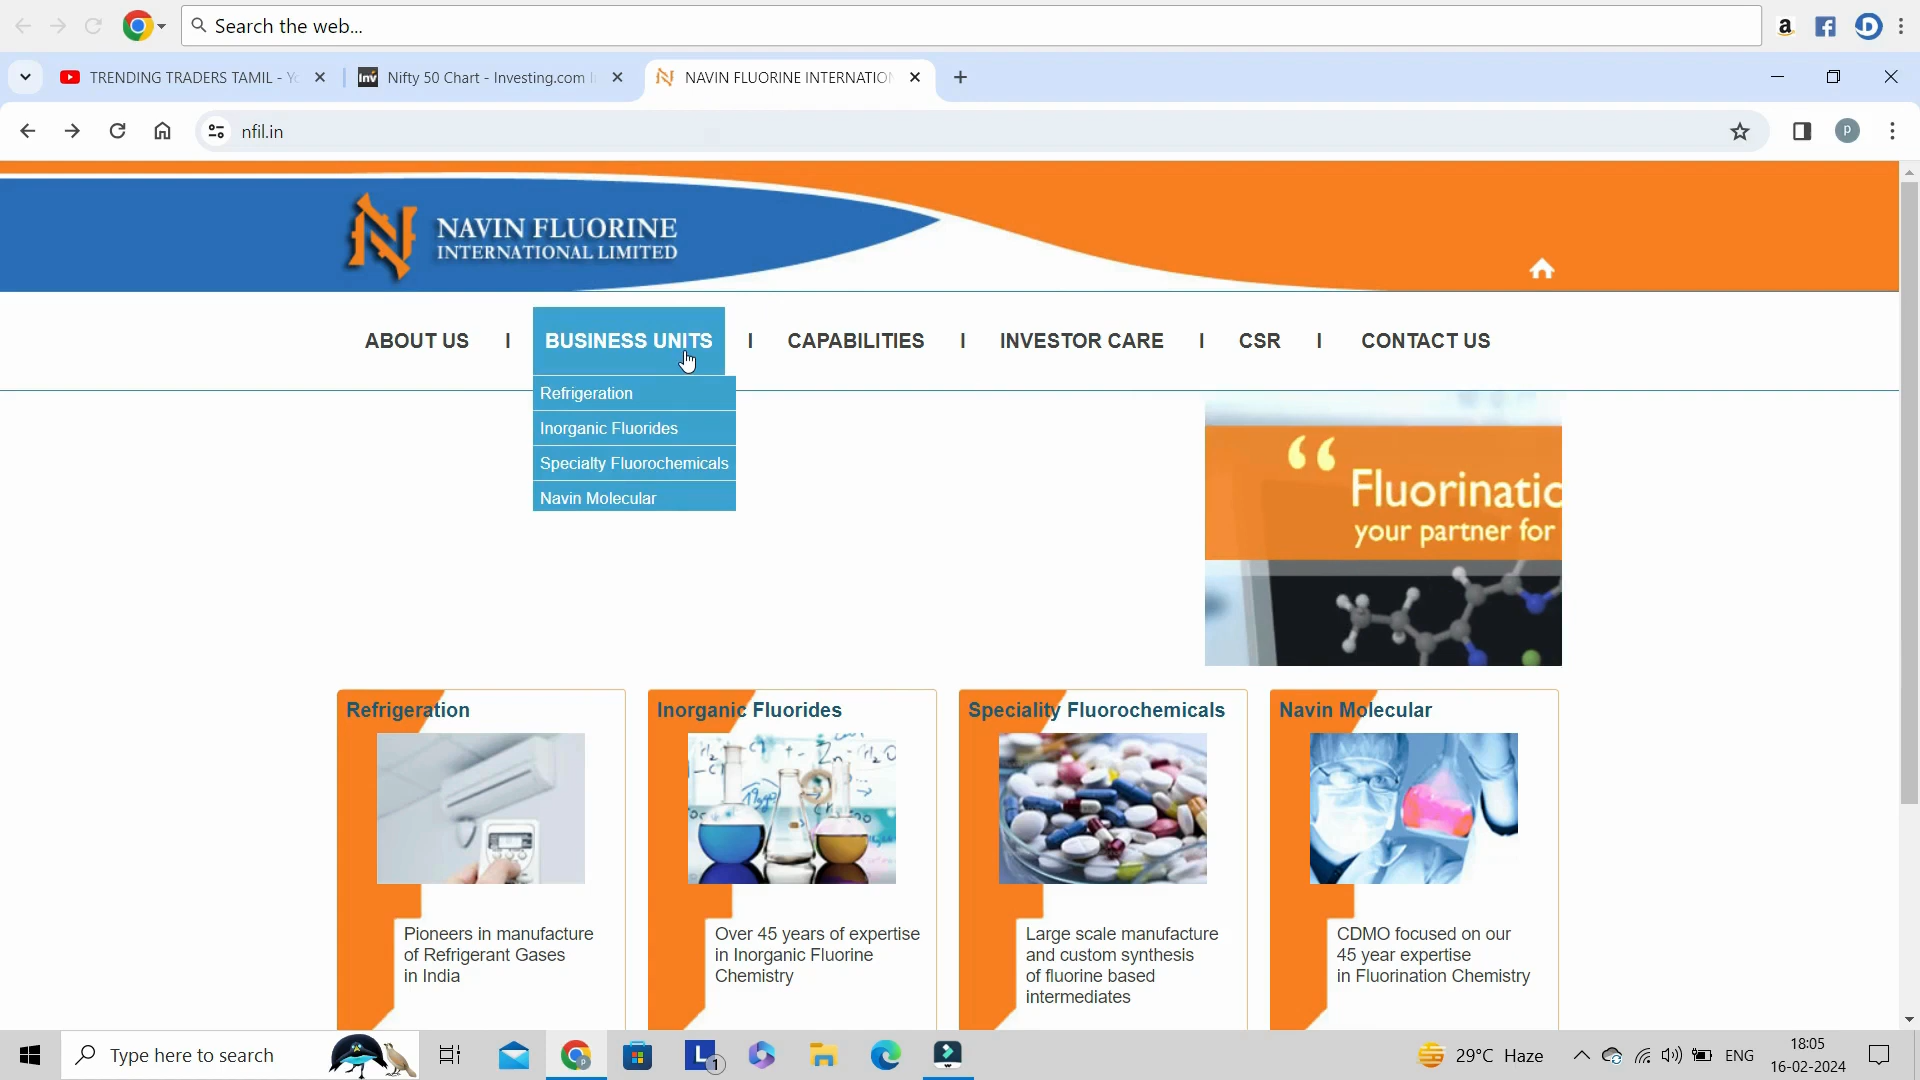 Search the web...
TRENDING TRADERS TAMIL - Yo
Nifty 50 Chart - Investing.com I
NAVIN FLUORINE INTERNATION
nfil.in
P
NAVIN FLUORINE
INTERNATIONAL LIMITED
ABOUT US I BUSINESS UNITS I CAPABILITIES I INVESTOR CARE I CSR I CONTACT US
Refrigeration
Inorganic Fluorides
Specialty Fluorochemicals
Navin Molecular
“ Fluorinatio
your partner for
Refrigeration
Pioneers in manufacture
of Refrigerant Gases
in India
Inorganic Fluorides
Over 45 years of expertise
in Inorganic Fluorine
Chemistry
Speciality Fluorochemicals
Large scale manufacture
and custom synthesis
of fluorine based
intermediates
Navin Molecular
CDMO focused on our
45 year expertise
in Fluorination Chemistry
Type here to search
L 1
29°C Haze
ENG
18:05
16-02-2024